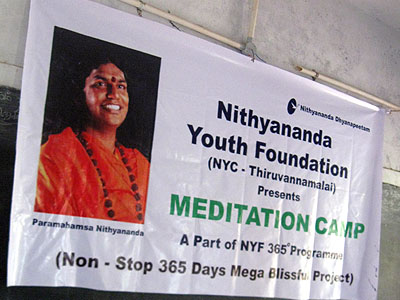 Nithyananda Dhyanapeetam
Nithyananda
Youth Foundation
(NYC - Thiruvannamalai)
Presents
MEDITATION CAMP
A Part of NYF 365° Programme
(Non - Stop 365 Days Mega Blissful Project)
Paramahamsa Nithyananda